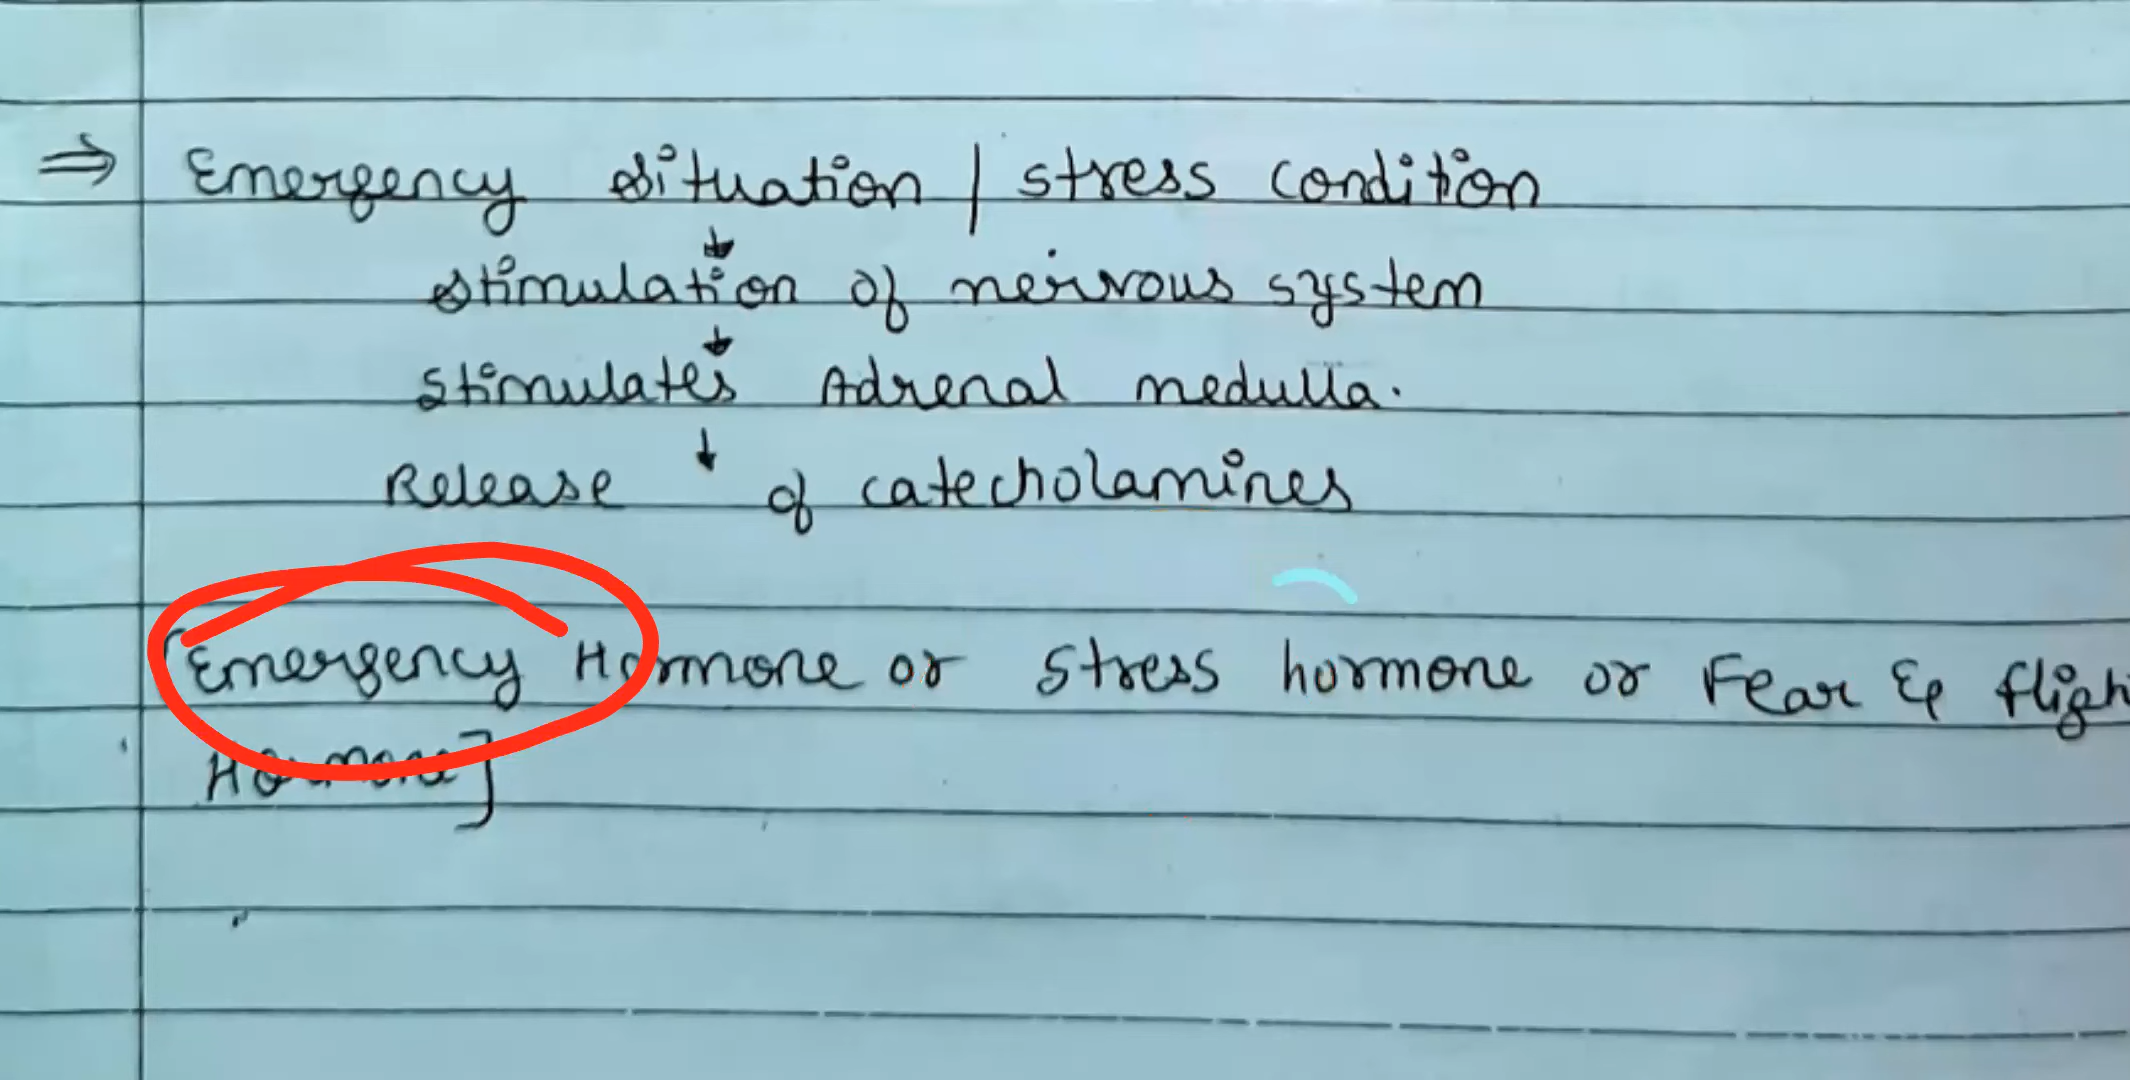 ⇒ Emergency situation / stress condition
↓
stimulation of nervous system
↓
stimulates Adrenal medulla.
↓
Release of catecholamines
[Emergency Hormone or stress hormone or Fear & fligh
Hormone]